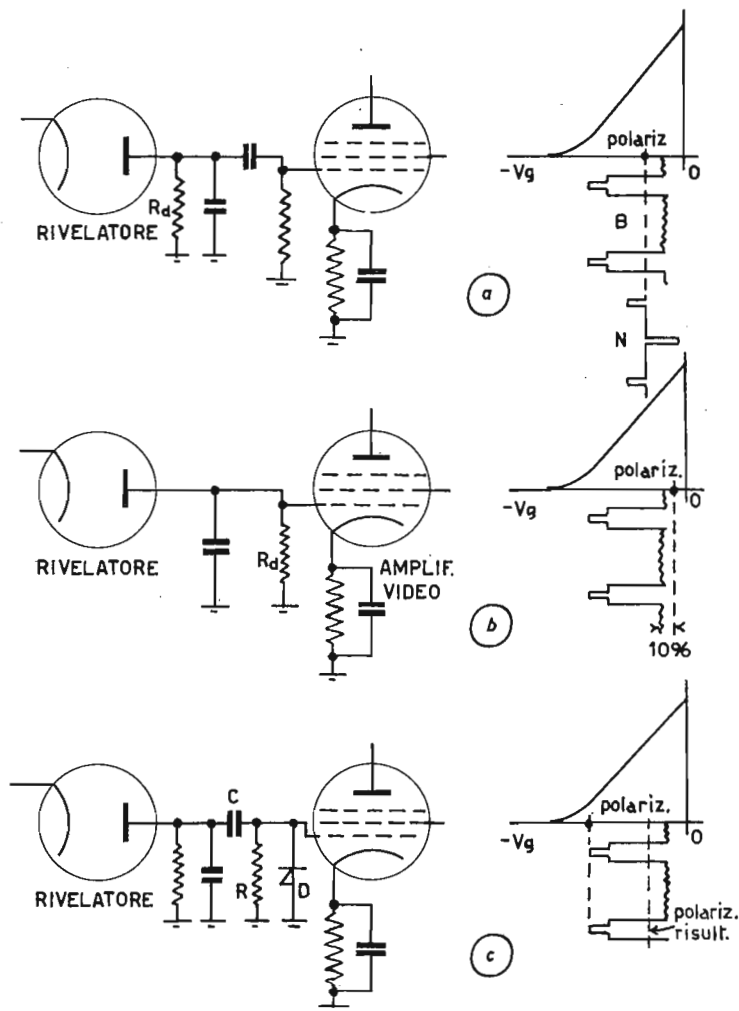 polariz
-Vg
0
Rd
RIVELATORE
B
a
N
polariz.
-Vg
0
RIVELATORE
Rd
AMPLIF.
VIDEO
b
10%
C
polariz.
-Vg
0
RIVELATORE
R
D
polariz.
risult.
c